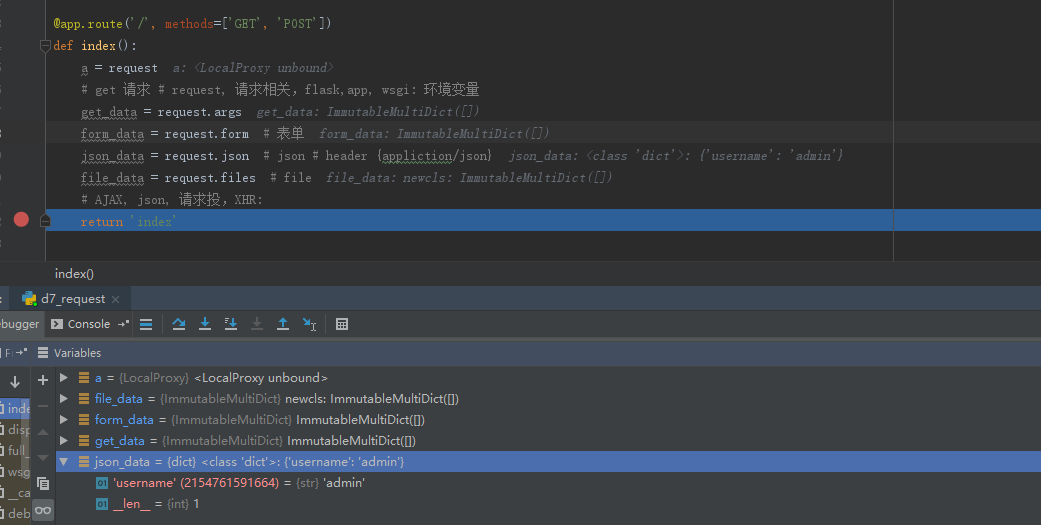 @app.route('/', methods=['GET', 'POST'])
def index():
a = request a: <LocalProxy unbound>
# get 请求 # request, 请求相关, flask,app, wsgi: 环境变量
get_data = request.args get_data: ImmutableMultiDict([])
form_data = request.form # 表单 form_data: ImmutableMultiDict([])
json_data = request.json # json # header {appliction/json} json_data: <class 'dict'>: {'username': 'admin'}
file_data = request.files # file file_data: newcls: ImmutableMultiDict([])
# AJAX, json, 请求投, XHR:
return 'index'
index()
d7_request
ebugger Console
F Variables
a = {LocalProxy} <LocalProxy unbound>
inde file_data = {ImmutableMultiDict} newcls: ImmutableMultiDict([])
disp form_data = {ImmutableMultiDict} ImmutableMultiDict([])
full_ get_data = {ImmutableMultiDict} ImmutableMultiDict([])
wsg json_data = {dict} <class 'dict'>: {'username': 'admin'}
__ca 01 'username' (2154761591664) = {str} 'admin'
deb 01 __len__ = {int} 1